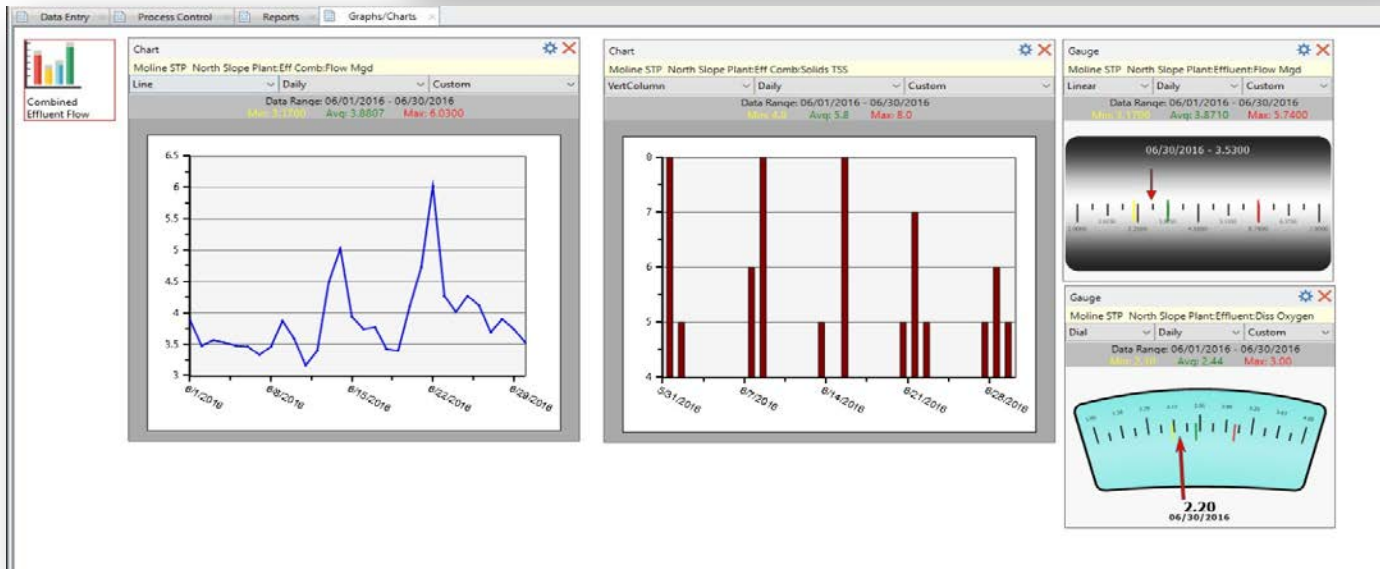 Data Entry
Process Control
Reports
Graphs/Charts
Combined
Effluent Flow
Chart
Moline STP North Slope Plant:Eff Comb:Flow Mgd
Line Daily Custom
Data Range: 06/01/2016 - 06/30/2016
Min: 3.1700 Avg: 3.8807 Max: 6.0300
6.5
6
5.5
5
4.5
4
3.5
3
6/1/2016
6/8/2016
6/15/2016
6/22/2016
6/29/2016
Chart
Moline STP North Slope Plant:Eff Comb:Solids TSS
VertColumn Daily Custom
Data Range: 06/01/2016 - 06/30/2016
Min: 4.0 Avg: 5.8 Max: 8.0
8
7
6
5
4
5/31/2016
6/7/2016
6/14/2016
6/21/2016
6/28/2016
Gauge
Moline STP North Slope Plant:Effluent:Flow Mgd
Linear Daily Custom
Data Range: 06/01/2016 - 06/30/2016
Min: 3.1700 Avg: 3.8710 Max: 5.7400
06/30/2016 - 3.5300
Gauge
Moline STP North Slope Plant:Effluent:Diss Oxygen
Dial Daily Custom
Data Range: 06/01/2016 - 06/30/2016
Min: 2.10 Avg: 2.44 Max: 3.00
2.20
06/30/2016